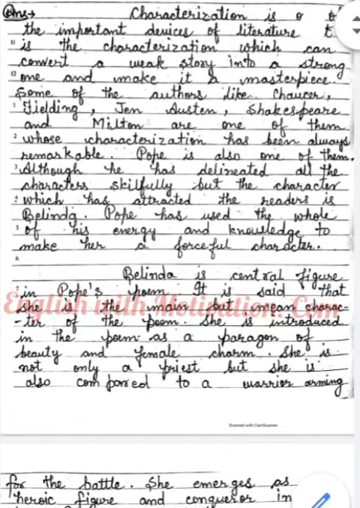 Ans→ Characterization is o o
the important devices of literature t
is the characterization which can
convert a weak story into a strong
one and make it a masterpiece.
Some of the authors like Chaucer,
Fielding, Jen Austen, Shakespeare
and Milton are one of them
whose characterization has been always
remarkable. Pope is also one of them.
Although he has delineated all the
characters skilfully but the character
which has attracted the readers is
Belinda. Pope has used the whole
of his energy and knowledge to
make her a forceful character.
Belinda is central figure
in Pope's poem It is said that
English with Motivation.Com
she is the main but mean charac-
-ter of the poem. She is introduced
in the poem as a paragon of
beauty and female charm. She is
not only a priest but she is
also compared to a warrior arming
Scanned with CamScanner
for the battle. She emerges as
heroic figure and conqueror in